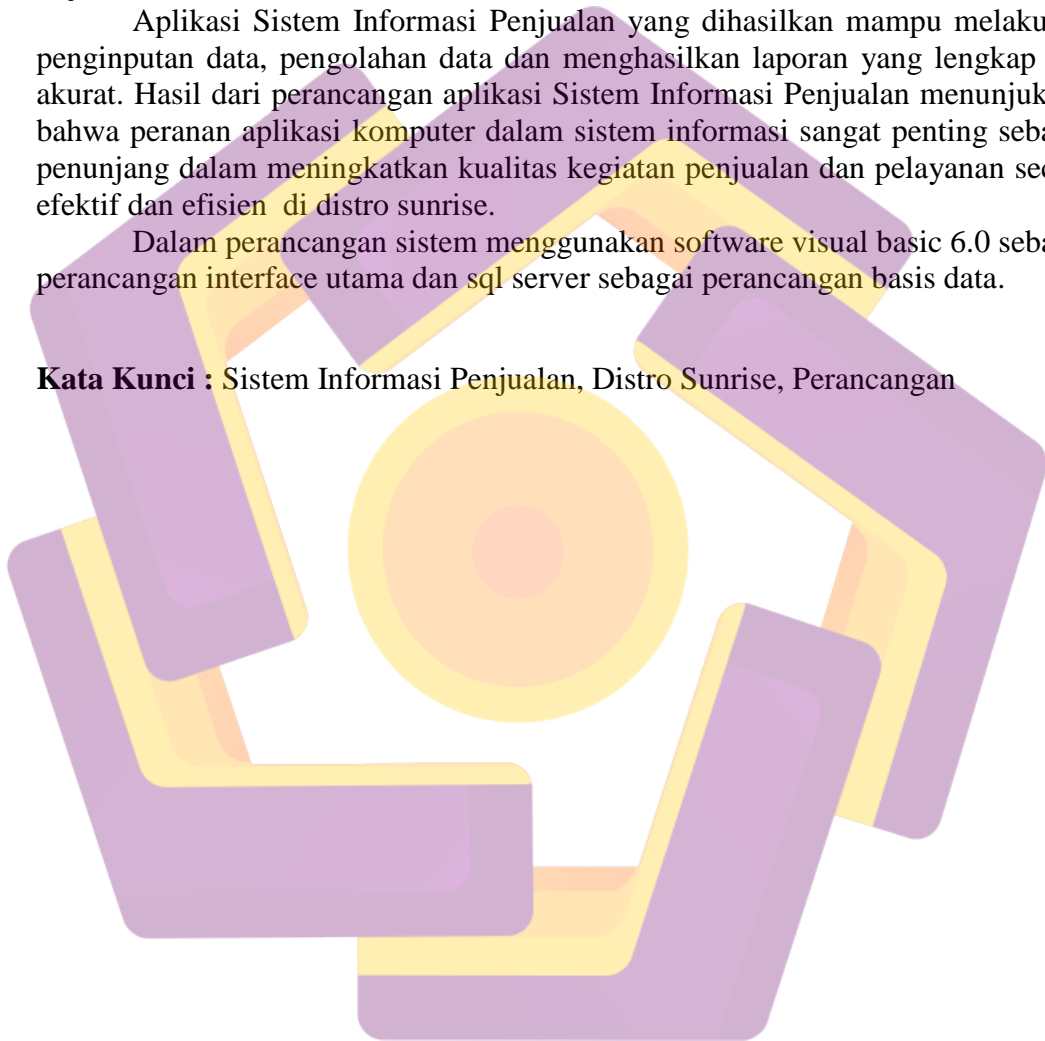 Aplikasi Sistem Informasi Penjualan yang dihasilkan mampu melaku
penginputan data, pengolahan data dan menghasilkan laporan yang lengkap
akurat. Hasil dari perancangan aplikasi Sistem Informasi Penjualan menunjuk
bahwa peranan aplikasi komputer dalam sistem informasi sangat penting seba
penunjang dalam meningkatkan kualitas kegiatan penjualan dan pelayanan sec
efektif dan efisien di distro sunrise.
Dalam perancangan sistem menggunakan software visual basic 6.0 seba
perancangan interface utama dan sql server sebagai perancangan basis data.
Kata Kunci : Sistem Informasi Penjualan, Distro Sunrise, Perancangan